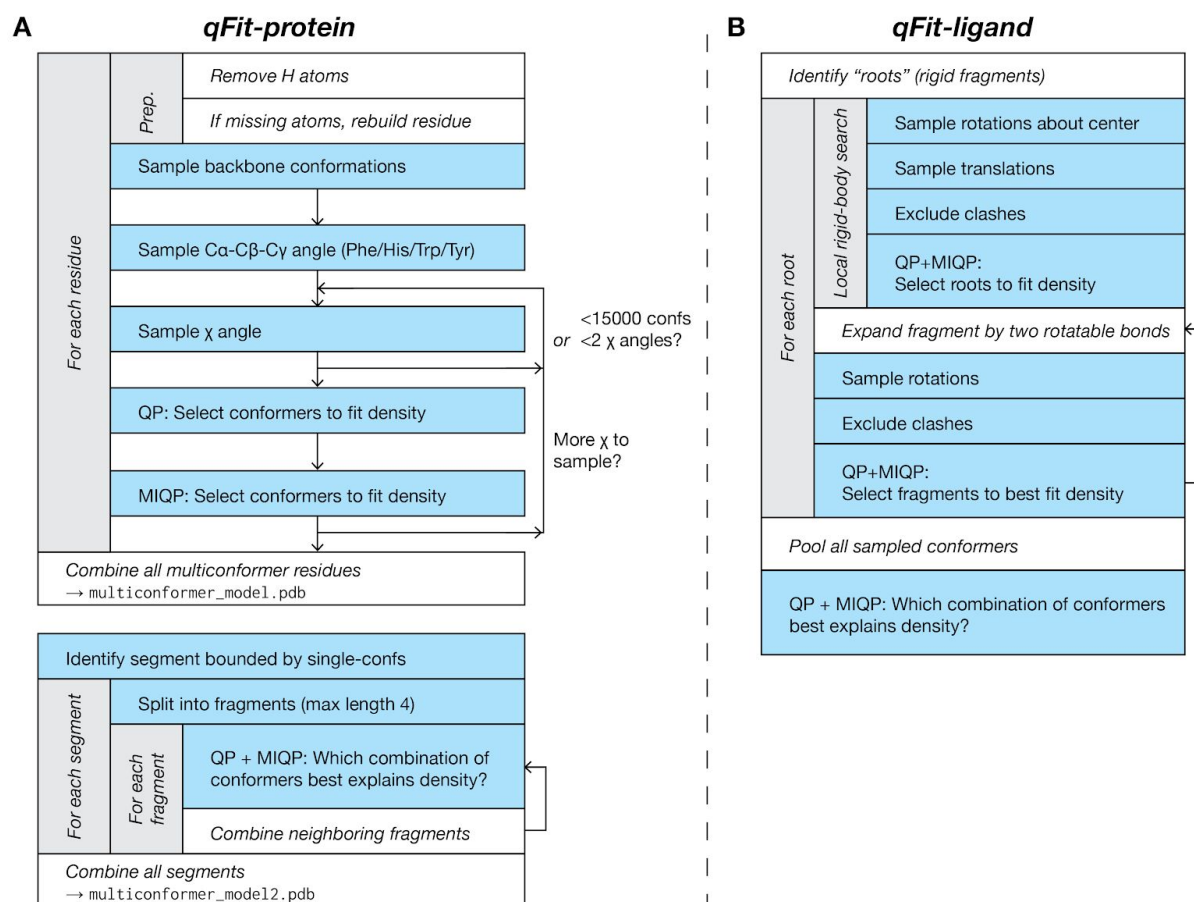 A
qFit-protein
For each residue
Prep.
Remove H atoms
If missing atoms, rebuild residue
Sample backbone conformations
Sample Cα-Cβ-Cγ angle (Phe/His/Trp/Tyr)
Sample χ angle
<15000 confs
or <2 χ angles?
QP: Select conformers to fit density
More χ to
sample?
MIQP: Select conformers to fit density
Combine all multiconformer residues
→ multiconformer_model.pdb
Identify segment bounded by single-confs
For each segment
Split into fragments (max length 4)
For each
fragment
QP + MIQP: Which combination of
conformers best explains density?
Combine neighboring fragments
Combine all segments
→ multiconformer_model2.pdb
B
qFit-ligand
Identify “roots” (rigid fragments)
For each root
Local rigid-body search
Sample rotations about center
Sample translations
Exclude clashes
QP+MIQP:
Select roots to fit density
Expand fragment by two rotatable bonds
Sample rotations
Exclude clashes
QP+MIQP:
Select fragments to best fit density
Pool all sampled conformers
QP + MIQP: Which combination of conformers
best explains density?